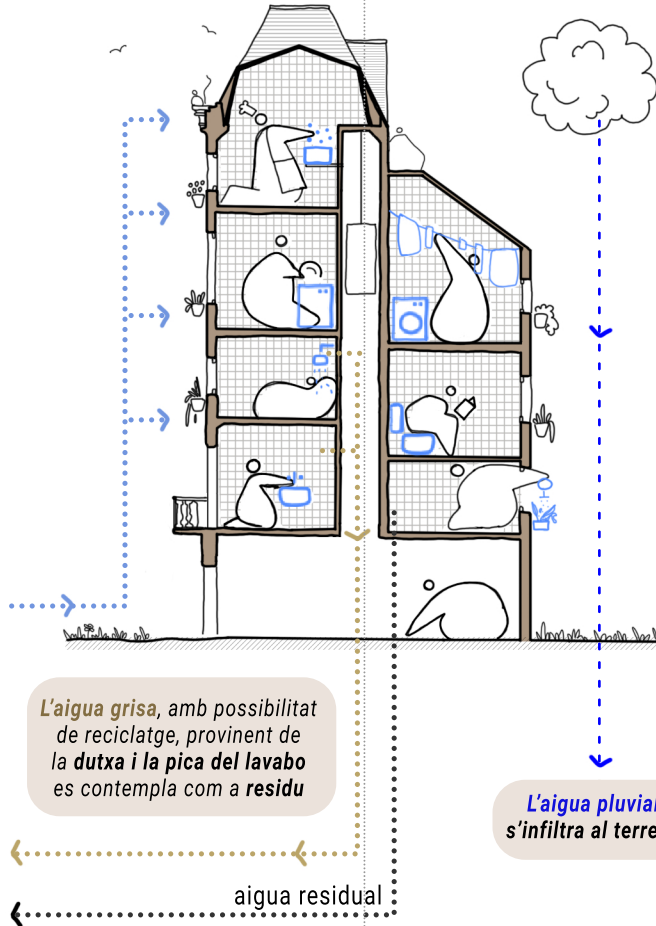 L'aigua grisa, amb possibilitat
de reciclatge, provinent de
la dutxa i la pica del lavabo
es contempla com a residu
L'aigua pluvial
s'infiltra al terre
aigua residual